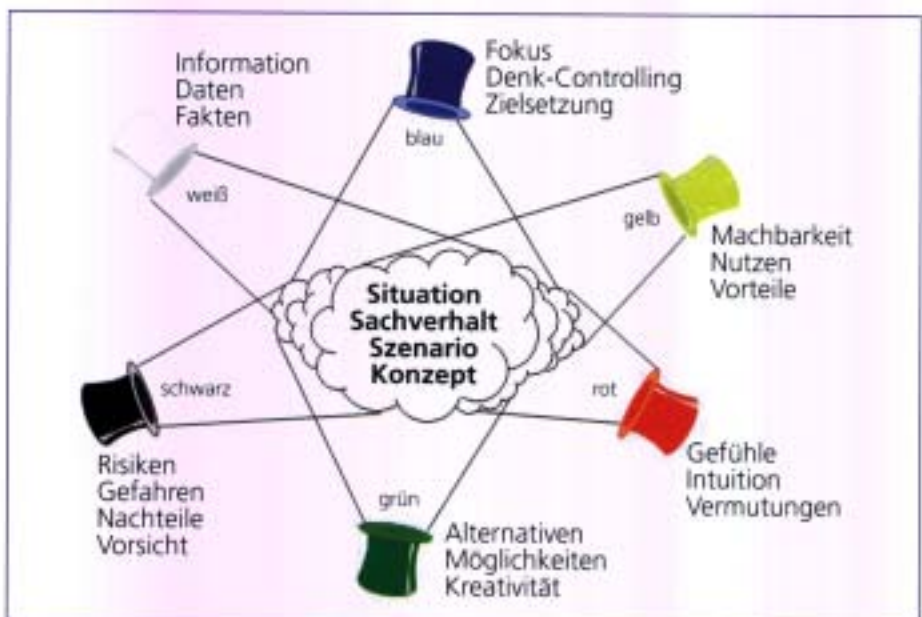 Information
Daten
Fakten
weiß
Fokus
Denk-Controlling
Zielsetzung
blau
gelb
Machbarkeit
Nutzen
Vorteile
Situation
Sachverhalt
Szenario
Konzept
schwarz
Risiken
Gefahren
Nachteile
Vorsicht
rot
Gefühle
Intuition
Vermutungen
grün
Alternativen
Möglichkeiten
Kreativität